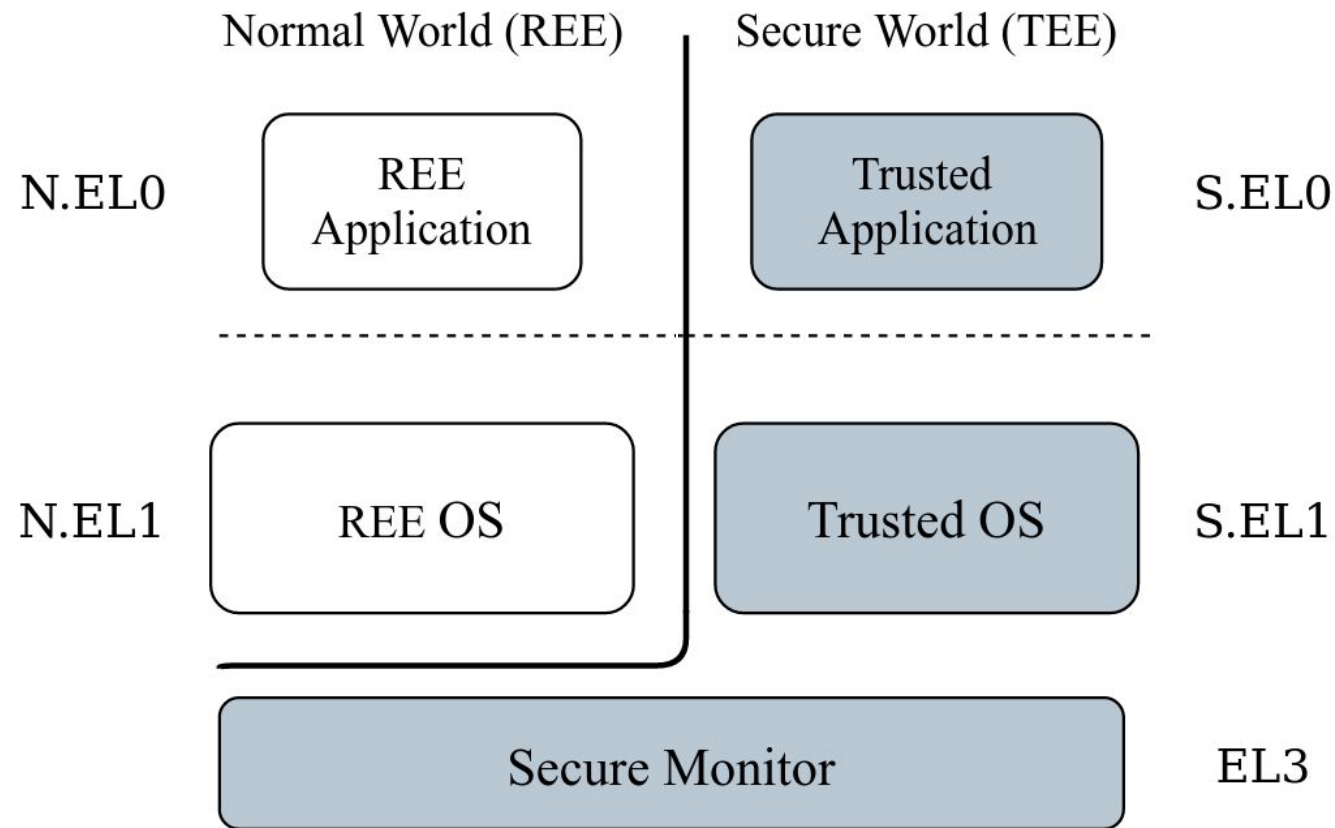 Normal World (REE)
Secure World (TEE)
N.EL0
REE
Application
Trusted
Application
S.EL0
N.EL1
REE OS
Trusted OS
S.EL1
Secure Monitor
EL3